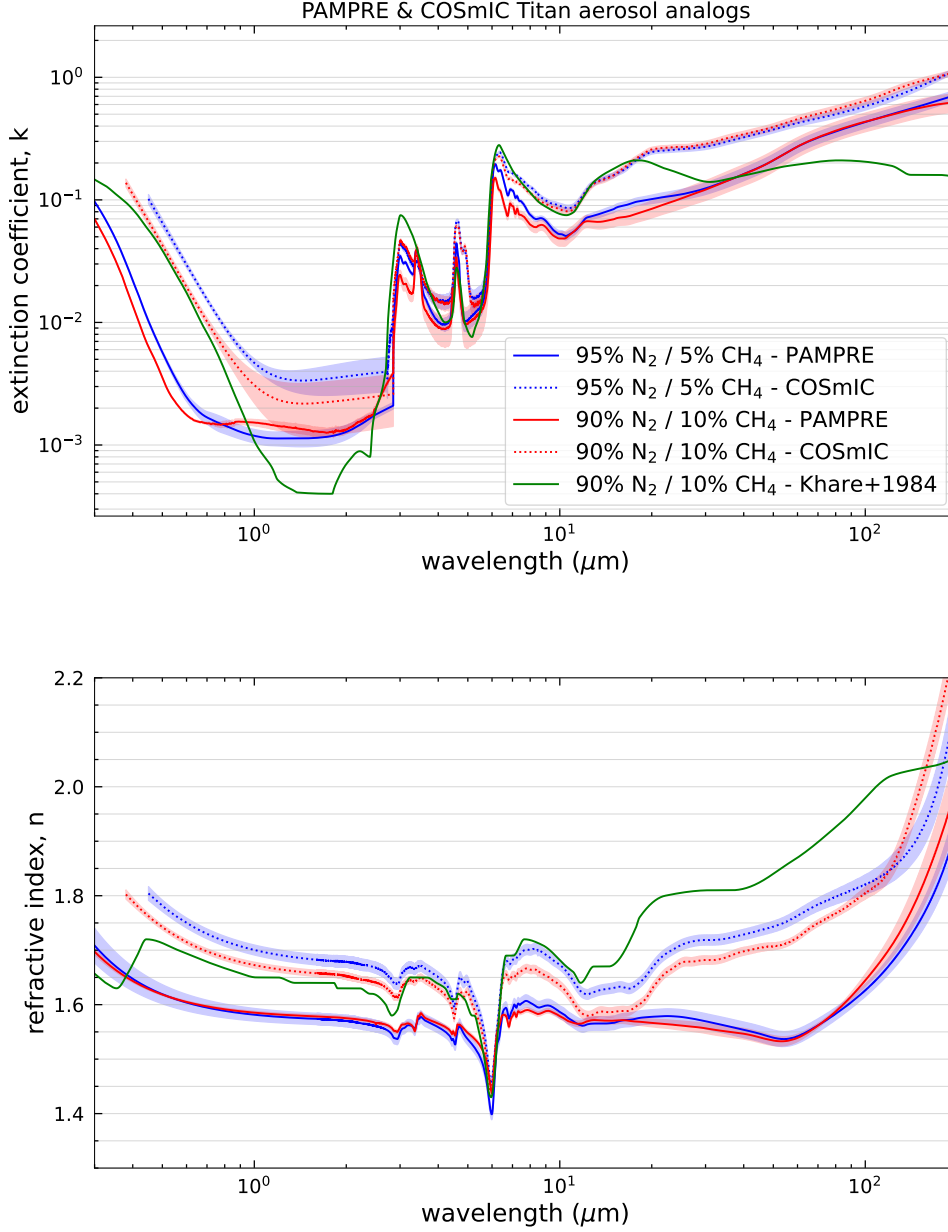 PAMPRE & COSmIC Titan aerosol analogs
extinction coefficient, k
10⁰
10⁻¹
10⁻²
10⁻³
95% N₂ / 5% CH₄ - PAMPRE
95% N₂ / 5% CH₄ - COSmIC
90% N₂ / 10% CH₄ - PAMPRE
90% N₂ / 10% CH₄ - COSmIC
90% N₂ / 10% CH₄ - Khare+1984
10⁰ 10¹ 10²
wavelength (μm)
refractive index, n
2.2
2.0
1.8
1.6
1.4
10⁰ 10¹ 10²
wavelength (μm)